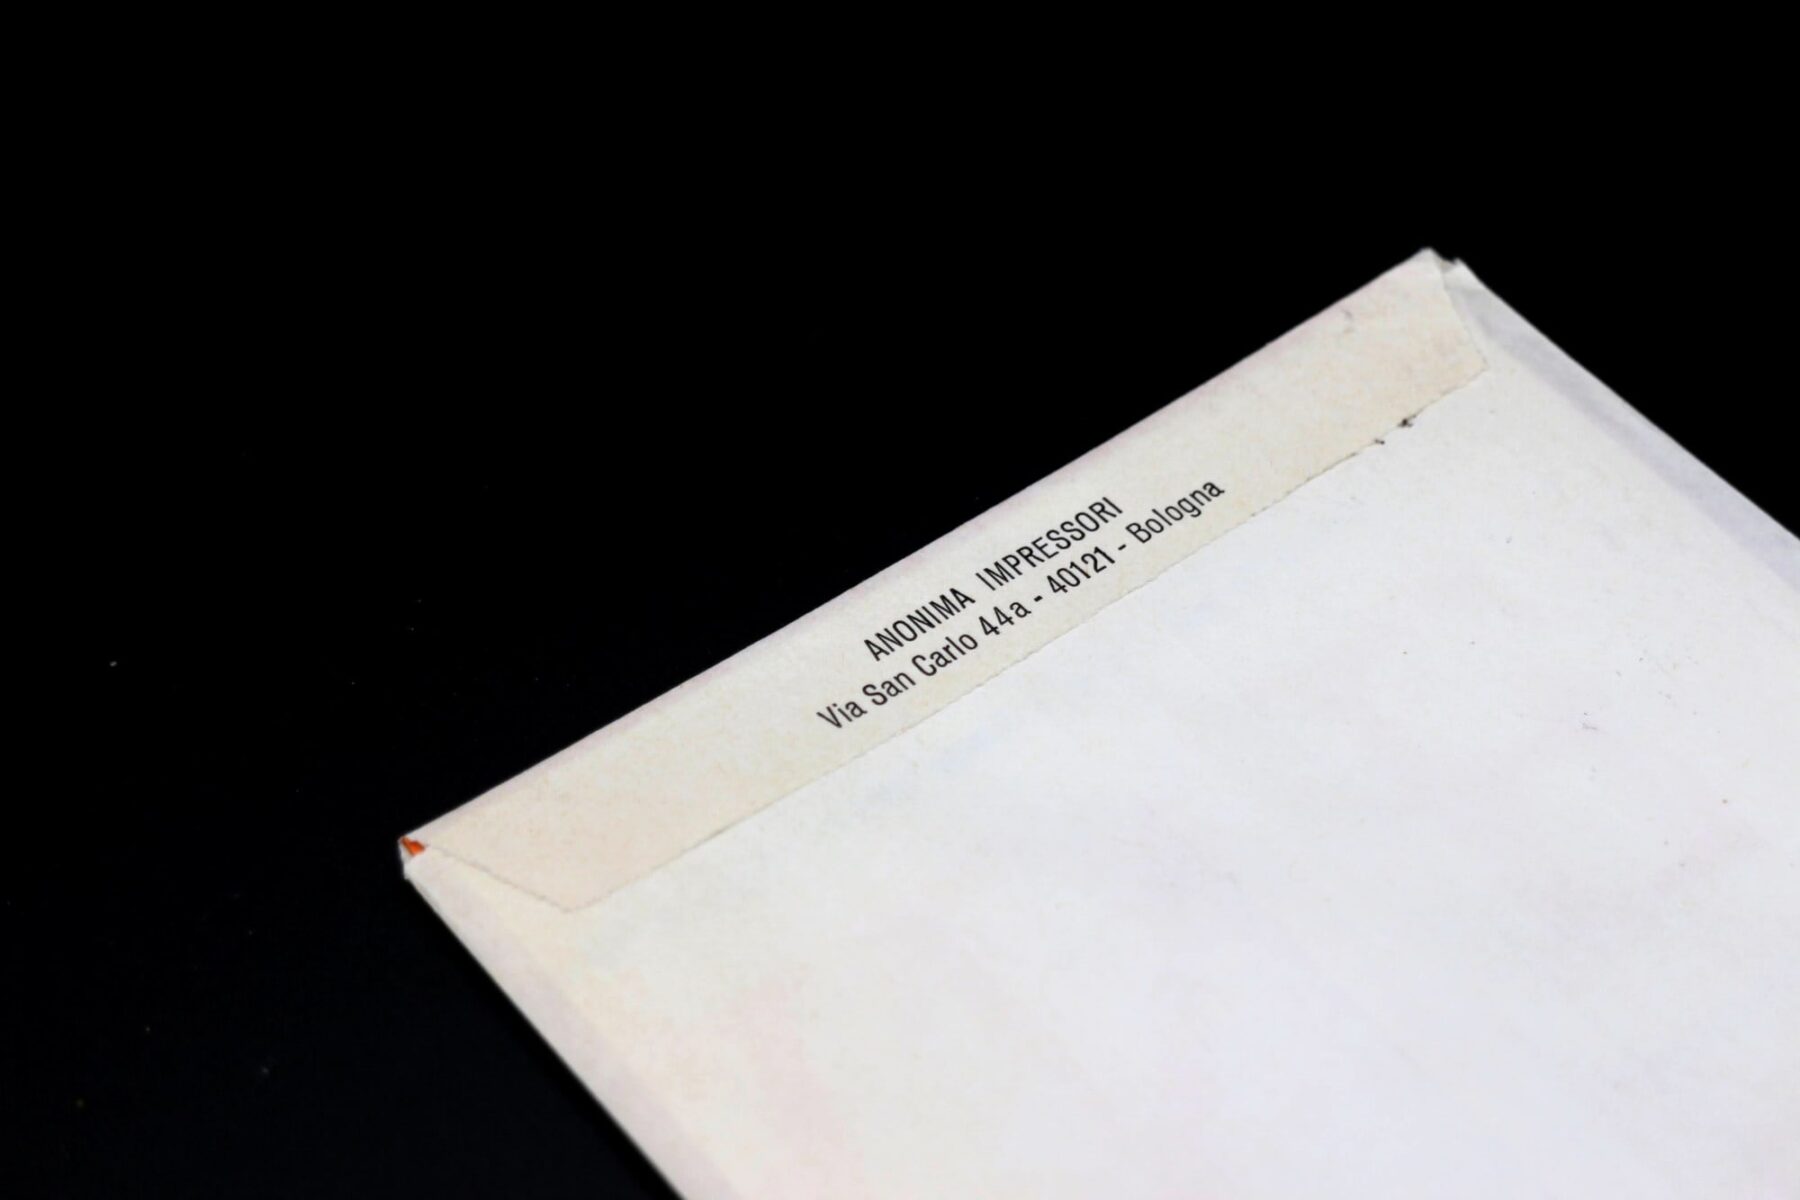 ANONIMA IMPRESSORI
Via San Carlo 44a - 40121 - Bologna